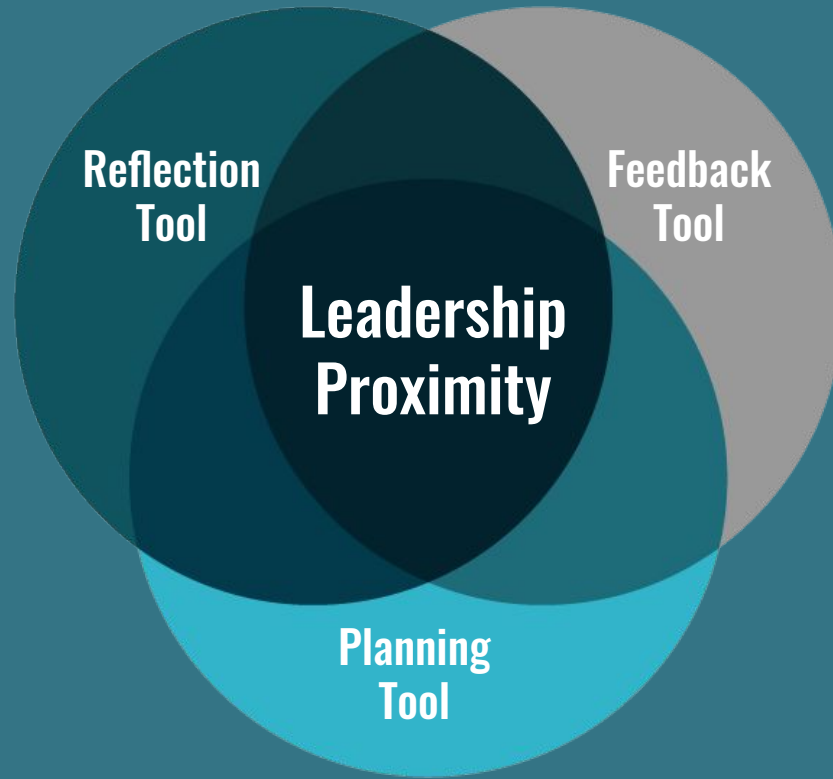 Reflection
Tool
Feedback
Tool
Leadership
Proximity
Planning
Tool